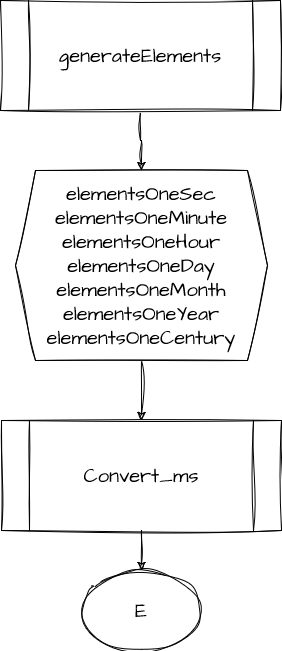 generateElements
elementsOneSec
elementsOneMinute
elementsOneHour
elementsOneDay
elementsOneMonth
elementsOneYear
elementsOneCentury
Convert_ms
E